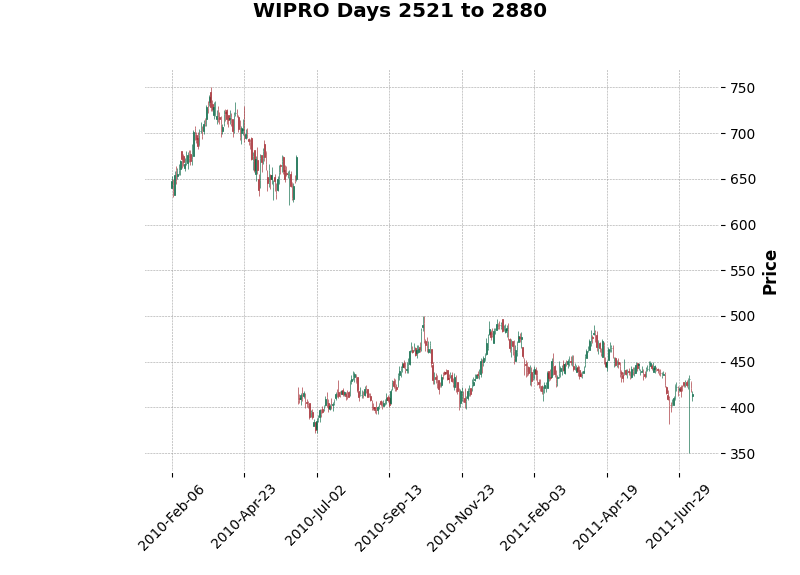 WIPRO Days 2521 to 2880
750
700
650
600
550
500
450
400
350
Price
2010-Feb-06
2010-Apr-23
2010-Jul-02
2010-Sep-13
2010-Nov-23
2011-Feb-03
2011-Apr-19
2011-Jun-29